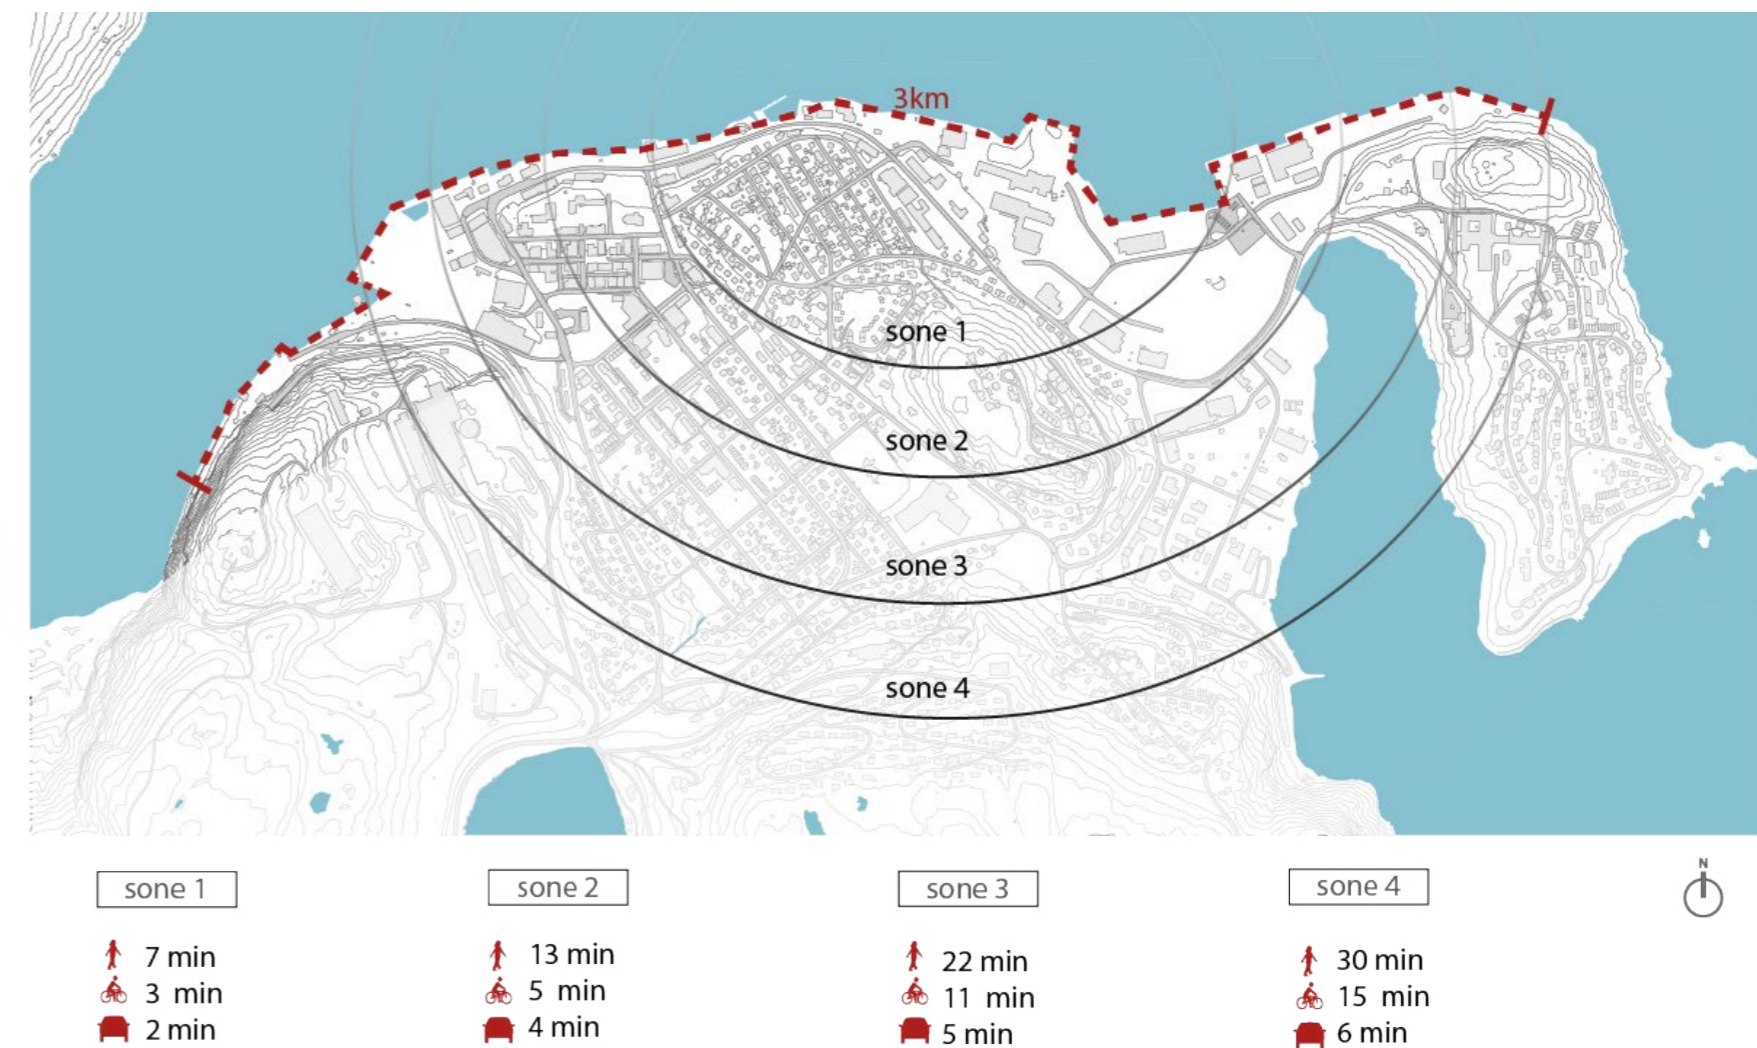 3km
sone 1
sone 2
sone 3
sone 4
sone 1
7 min
3 min
2 min
sone 2
13 min
5 min
4 min
sone 3
22 min
11 min
5 min
sone 4
30 min
15 min
6 min
N